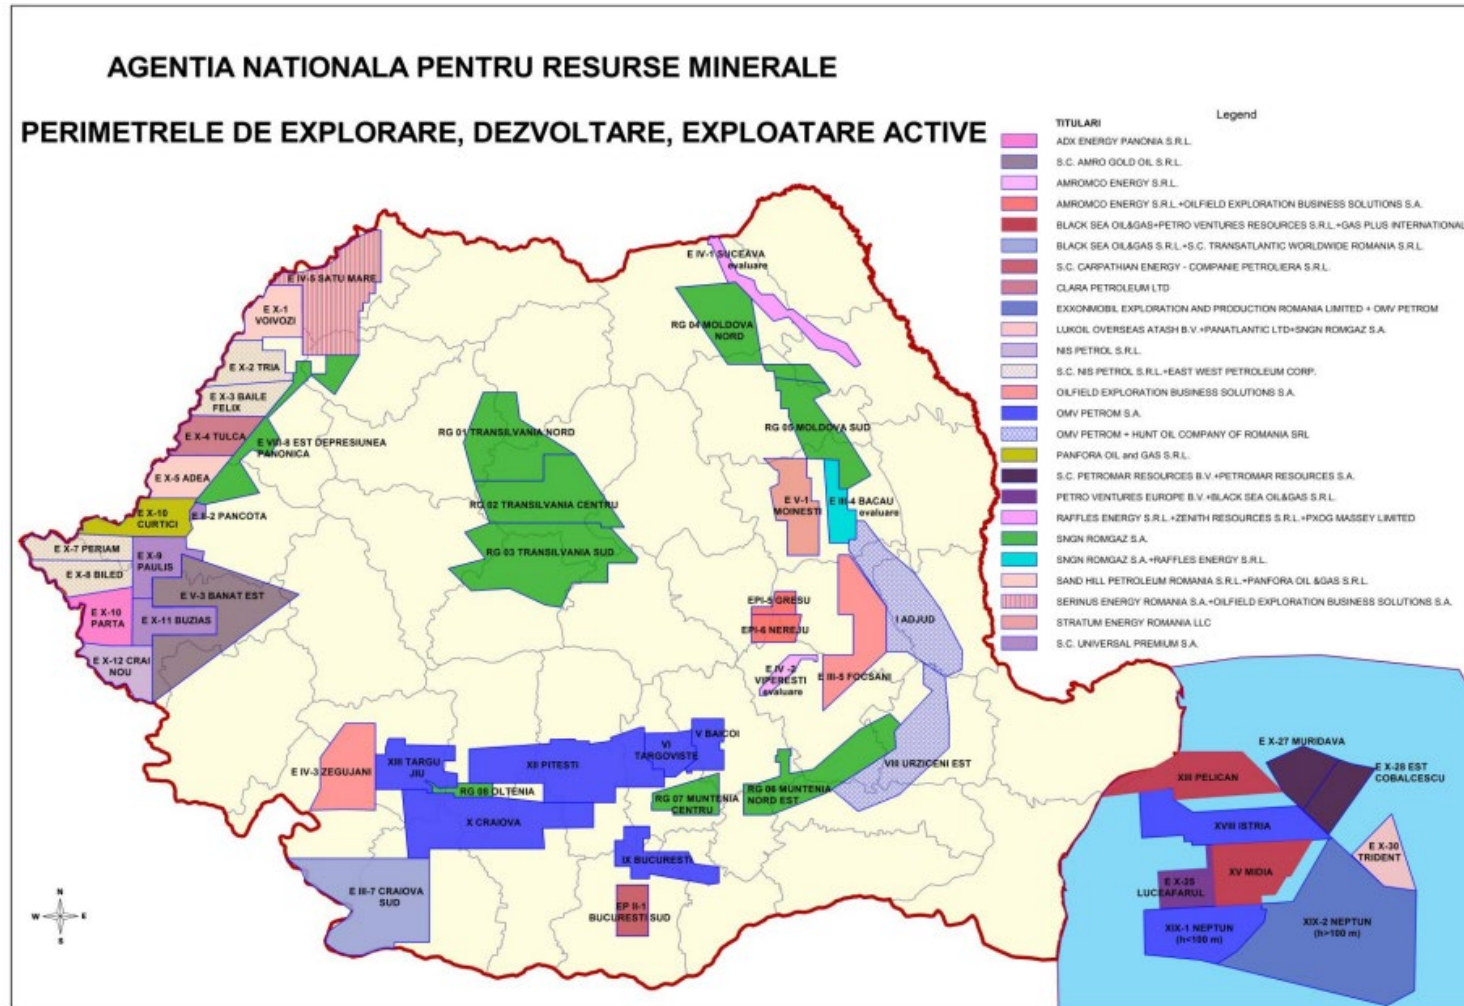 AGENTIA NATIONALA PENTRU RESURSE MINERALE
PERIMETRELE DE EXPLORARE, DEZVOLTARE, EXPLOATARE ACTIVE
Legend
TITULARI
ADX ENERGY PANONIA S.R.L.
S.C. AMRO GOLD OIL S.R.L.
AMROMCO ENERGY S.R.L.
AMROMCO ENERGY S.R.L.+OILFIELD EXPLORATION BUSINESS SOLUTIONS S.A.
BLACK SEA OIL&GAS+PETRO VENTURES RESOURCES S.R.L.+GAS PLUS INTERNATIONAL
BLACK SEA OIL&GAS S.R.L.+S.C. TRANSATLANTIC WORLDWIDE ROMANIA S.R.L.
S.C. CARPATHIAN ENERGY - COMPANIE PETROLIERA S.R.L.
CLARA PETROLEUM LTD
EXXONMOBIL EXPLORATION AND PRODUCTION ROMANIA LIMITED + OMV PETROM
LUKOIL OVERSEAS ATASH B.V.+PANATLANTIC LTD+SNGN ROMGAZ S.A.
NIS PETROL S.R.L.
S.C. NIS PETROL S.R.L.+EAST WEST PETROLEUM CORP.
OILFIELD EXPLORATION BUSINESS SOLUTIONS S.A.
OMV PETROM S.A.
OMV PETROM + HUNT OIL COMPANY OF ROMANIA SRL
PANFORA OIL and GAS S.R.L.
S.C. PETROMAR RESOURCES B.V.+PETROMAR RESOURCES S.A.
PETRO VENTURES EUROPE B.V.+BLACK SEA OIL&GAS S.R.L.
RAFFLES ENERGY S.R.L.+ZENITH RESOURCES S.R.L.+PXOG MASSEY LIMITED
SNGN ROMGAZ S.A.
SNGN ROMGAZ S.A.+RAFFLES ENERGY S.R.L.
SAND HILL PETROLEUM ROMANIA S.R.L.+PANFORA OIL &GAS S.R.L.
SERINUS ENERGY ROMANIA S.A.+OILFIELD EXPLORATION BUSINESS SOLUTIONS S.A.
STRATUM ENERGY ROMANIA LLC
S.C. UNIVERSAL PREMIUM S.A.
E IV-5 SATU MARE
E X-1
VOIVOZI
E X-2 TRIA
E X-3 BAILE
FELIX
E X-4 TULCA
E VIII-8 EST DEPRESIUNEA
PANONICA
E X-5 ADEA
E II-2 PANCOTA
E X-10
CURTICI
E X-7 PERIAM
E X-9
PAULIS
E X-8 BILED
E V-3 BANAT EST
E X-10
PARTA
E X-11 BUZIAS
E X-12 CRAI
NOU
E IV-1 SUCEAVA
evaluare
RG 04 MOLDOVA
NORD
RG 01 TRANSILVANIA NORD
RG 05 MOLDOVA SUD
RG 02 TRANSILVANIA CENTRU
RG 03 TRANSILVANIA SUD
E V-1
MOINESTI
E III-4 BACAU
evaluare
EPI-5 GRESU
EPI-6 NEREJU
I ADJUD
E IV -2
VIPERESTI
evaluare
E III-5 FOCSANI
E IV-3 ZEGUJANI
XIII TARGU
JIU
XII PITESTI
VI
TARGOVISTE
V BAICOI
VIII URZICENI EST
RG 08 OLTENIA
RG 07 MUNTENIA
CENTRU
RG 06 MUNTENIA
NORD EST
X CRAIOVA
IX BUCURESTI
E III-7 CRAIOVA
SUD
EP II-1
BUCURESTI SUD
E X-27 MURIDAVA
E X-28 EST
COBALCESCU
XIII PELICAN
XVIII ISTRIA
E X-30
TRIDENT
XV MIDIA
E X-25
LUCEAFARUL
XIX-1 NEPTUN
(h<100 m)
XIX-2 NEPTUN
(h>100 m)
N
W
E
S